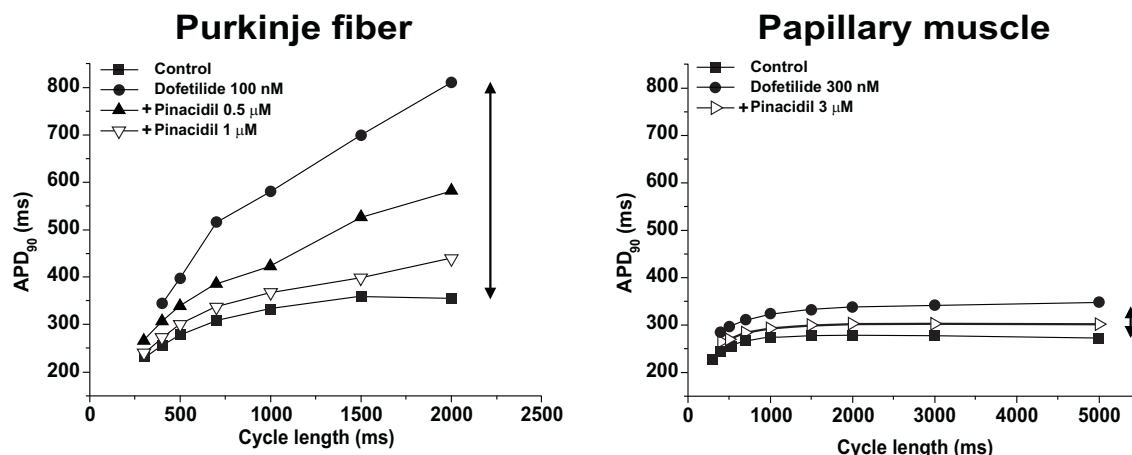 Purkinje fiber
Control
Dofetilide 100 nM
+Pinacidil 0.5 μM
+Pinacidil 1 μM
APD90 (ms)
800
700
600
500
400
300
200
0
500
1000
1500
2000
2500
Cycle length (ms)
Papillary muscle
Control
Dofetilide 300 nM
+Pinacidil 3 μM
APD90 (ms)
800
700
600
500
400
300
200
0
1000
2000
3000
4000
5000
Cycle length (ms)